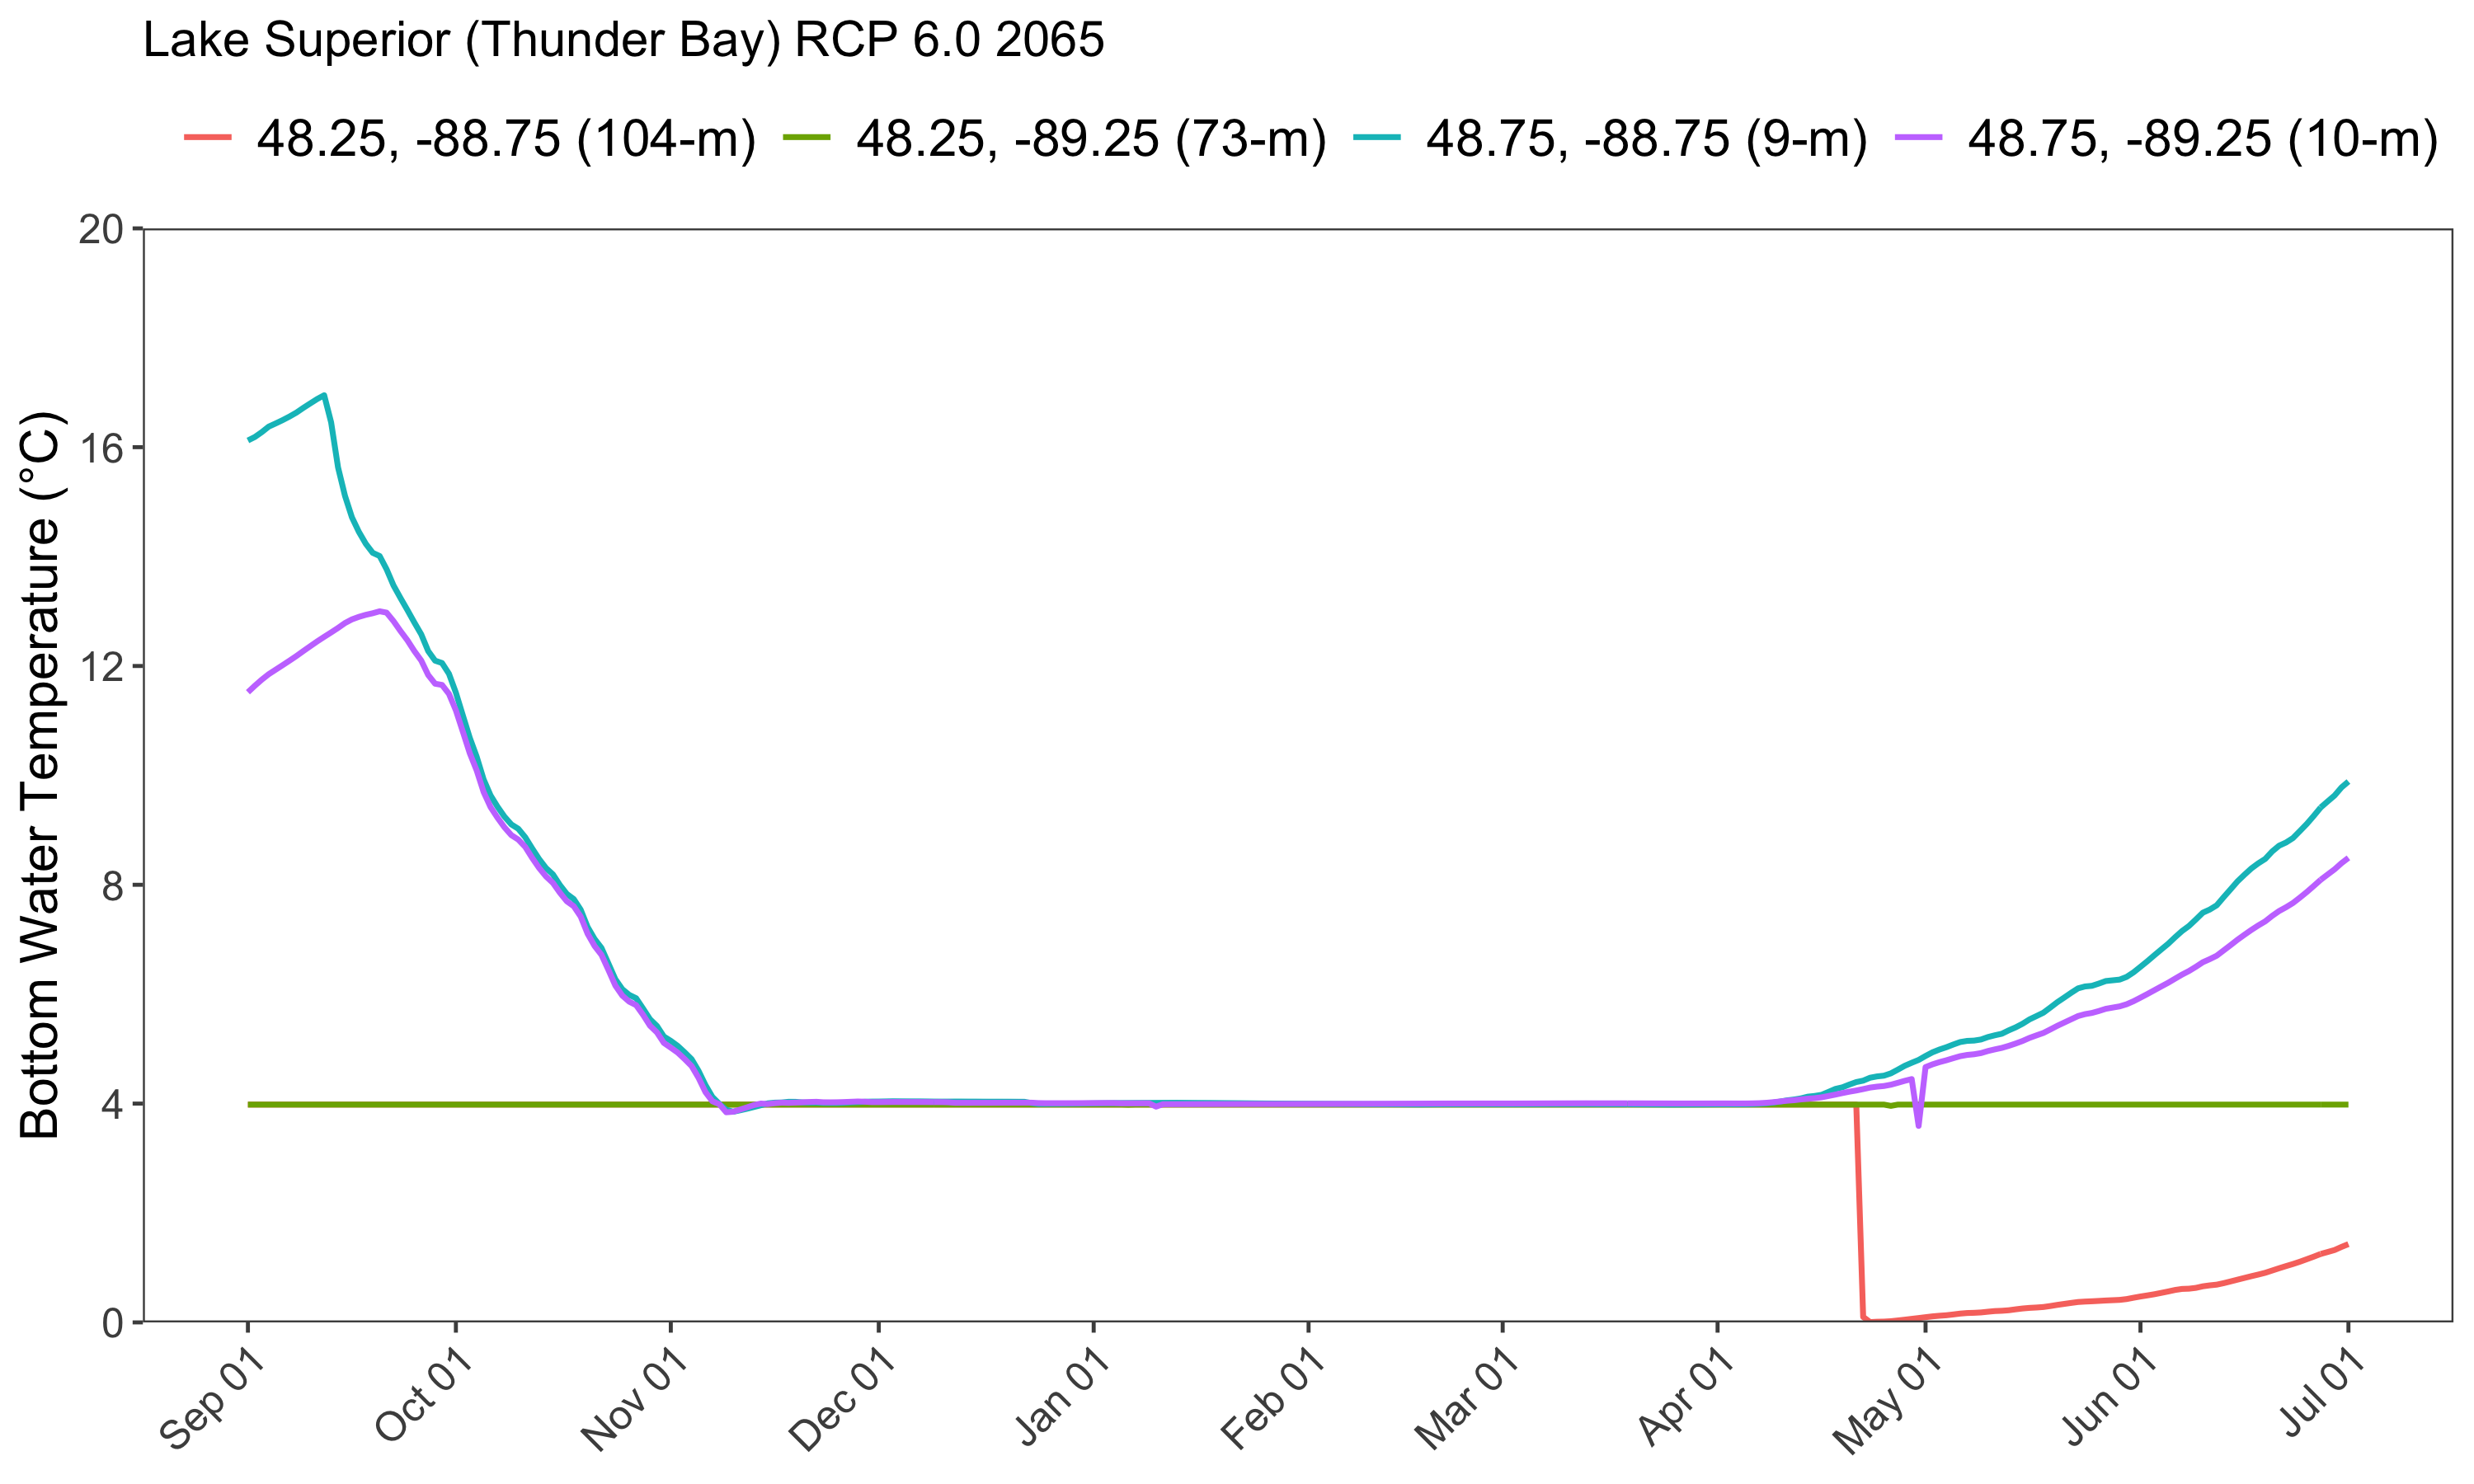 Lake Superior (Thunder Bay) RCP 6.0 2065
48.25, -88.75 (104-m) 48.25, -89.25 (73-m) 48.75, -88.75 (9-m) 48.75, -89.25 (10-m)
Bottom Water Temperature (°C)
20
16
12
8
4
0
Sep 01 Oct 01 Nov 01 Dec 01 Jan 01 Feb 01 Mar 01 Apr 01 May 01 Jun 01 Jul 01